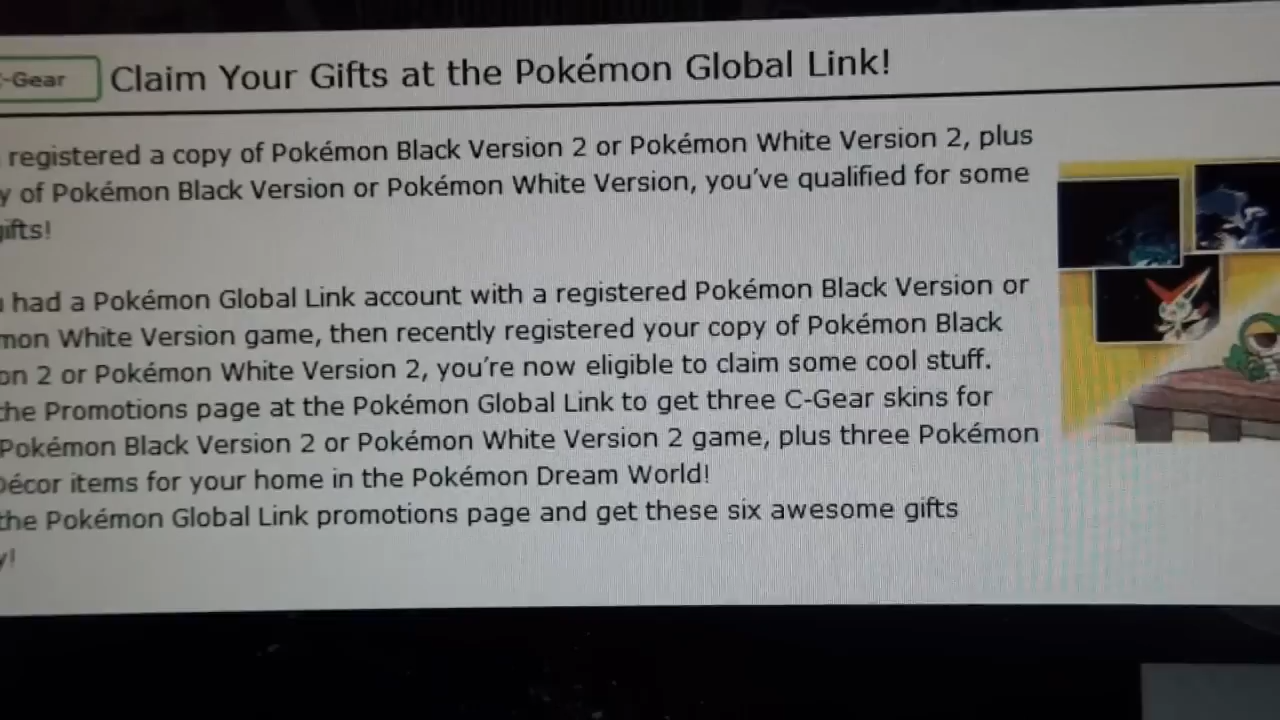 -Gear
Claim Your Gifts at the Pokémon Global Link!
registered a copy of Pokémon Black Version 2 or Pokémon White Version 2, plus
y of Pokémon Black Version or Pokémon White Version, you've qualified for some
gifts!
had a Pokémon Global Link account with a registered Pokémon Black Version or
mon White Version game, then recently registered your copy of Pokémon Black
on 2 or Pokémon White Version 2, you're now eligible to claim some cool stuff.
the Promotions page at the Pokémon Global Link to get three C-Gear skins for
Pokémon Black Version 2 or Pokémon White Version 2 game, plus three Pokémon
Décor items for your home in the Pokémon Dream World!
the Pokémon Global Link promotions page and get these six awesome gifts
y!